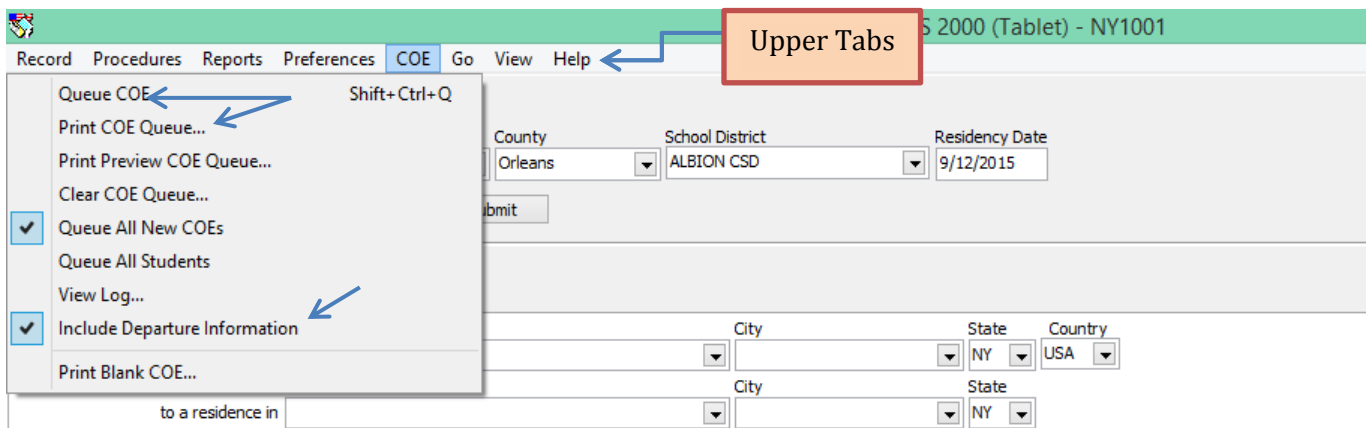 S 2000 (Tablet) - NY1001
Upper Tabs
Record Procedures Reports Preferences COE Go View Help
Queue COE Shift+Ctrl+Q
Print COE Queue...
County School District Residency Date
Orleans ALBION CSD 9/12/2015
Print Preview COE Queue...
Clear COE Queue...
ubmit
Queue All New COEs
Queue All Students
View Log...
Include Departure Information
City State Country
NY USA
Print Blank COE...
City State
to a residence in NY